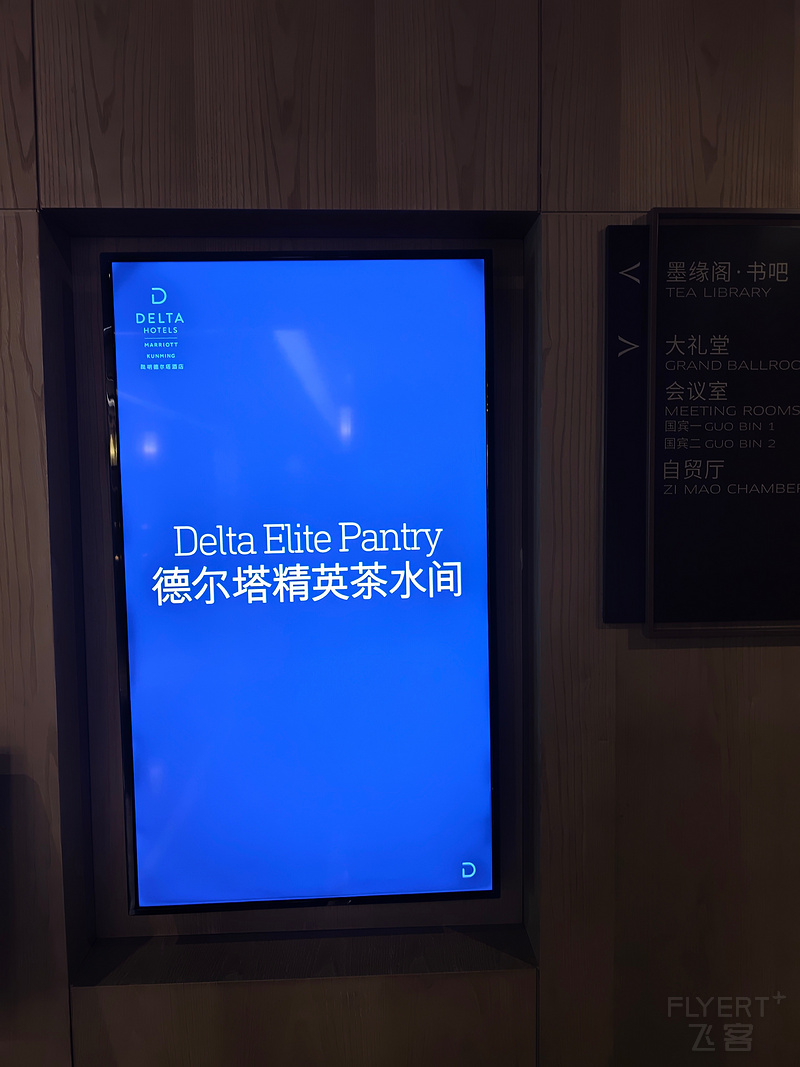 DELTA
HOTELS
MARRIOTT
KUNMING
昆明德尔塔酒店
Delta Elite Pantry
德尔塔精英茶水间
D
< 墨缘阁·书吧
TEA LIBRARY
> 大礼堂
GRAND BALLROO
会议室
MEETING ROOMS
国宾一 GUO BIN 1
国宾二 GUO BIN 2
自贸厅
ZI MAO CHAMBER
FLYERT+
飞客